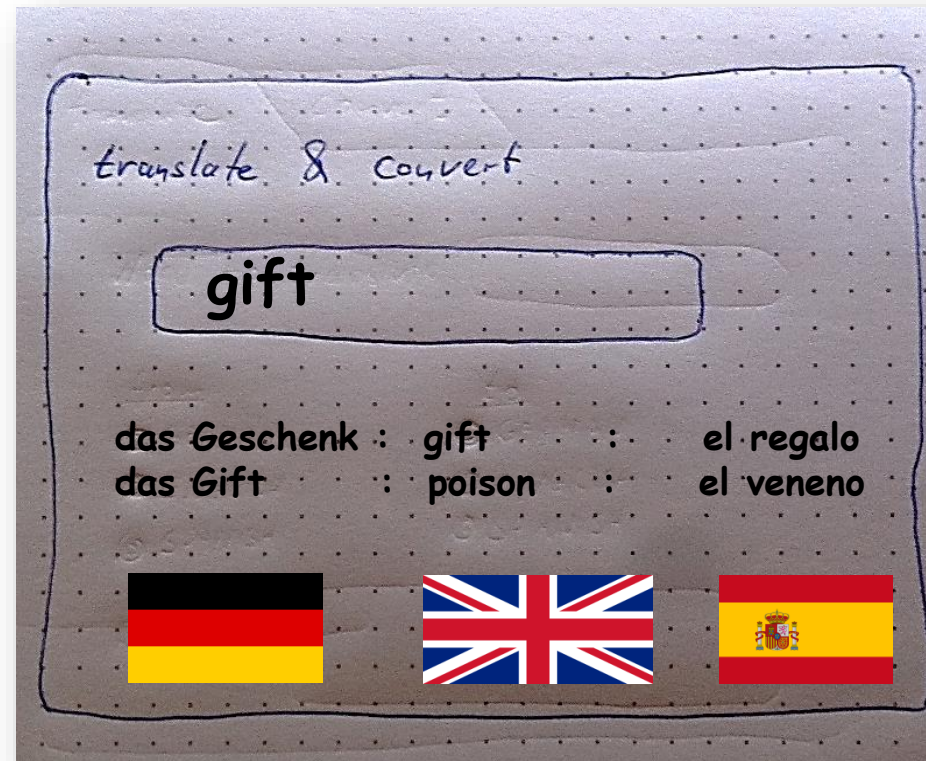 translate & convert
gift
das Geschenk : gift : el regalo
das Gift : poison : el veneno